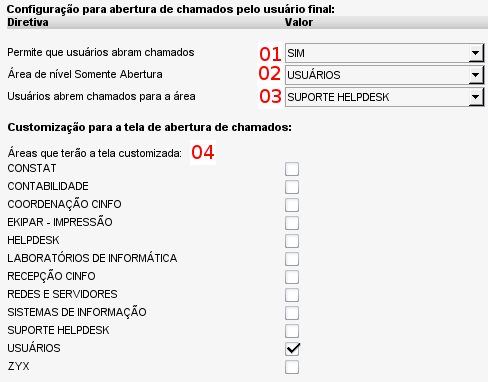 Configuração para abertura de chamados pelo usuário final:
Diretiva Valor
Permite que usuários abram chamados 01 SIM
Área de nível Somente Abertura 02 USUÁRIOS
Usuários abrem chamados para a área 03 SUPORTE HELPDESK
Customização para a tela de abertura de chamados:
Áreas que terão a tela customizada: 04
CONSTAT
CONTABILIDADE
COORDENAÇÃO CINFO
EKIPAR - IMPRESSÃO
HELPDESK
LABORATÓRIOS DE INFORMÁTICA
RECEPÇÃO CINFO
REDES E SERVIDORES
SISTEMAS DE INFORMAÇÃO
SUPORTE HELPDESK
USUÁRIOS
ZYX